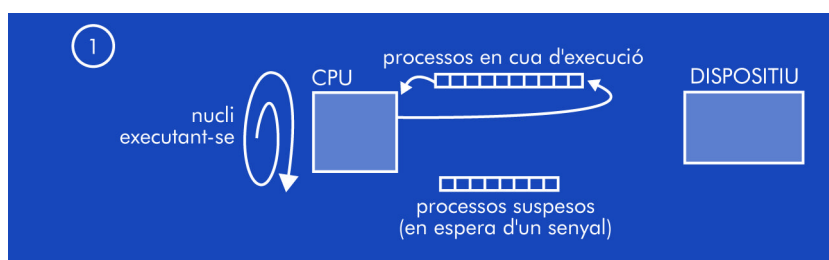 1
processos en cua d'execució
CPU
DISPOSITIU
nucli
executant-se
processos suspesos
(en espera d'un senyal)